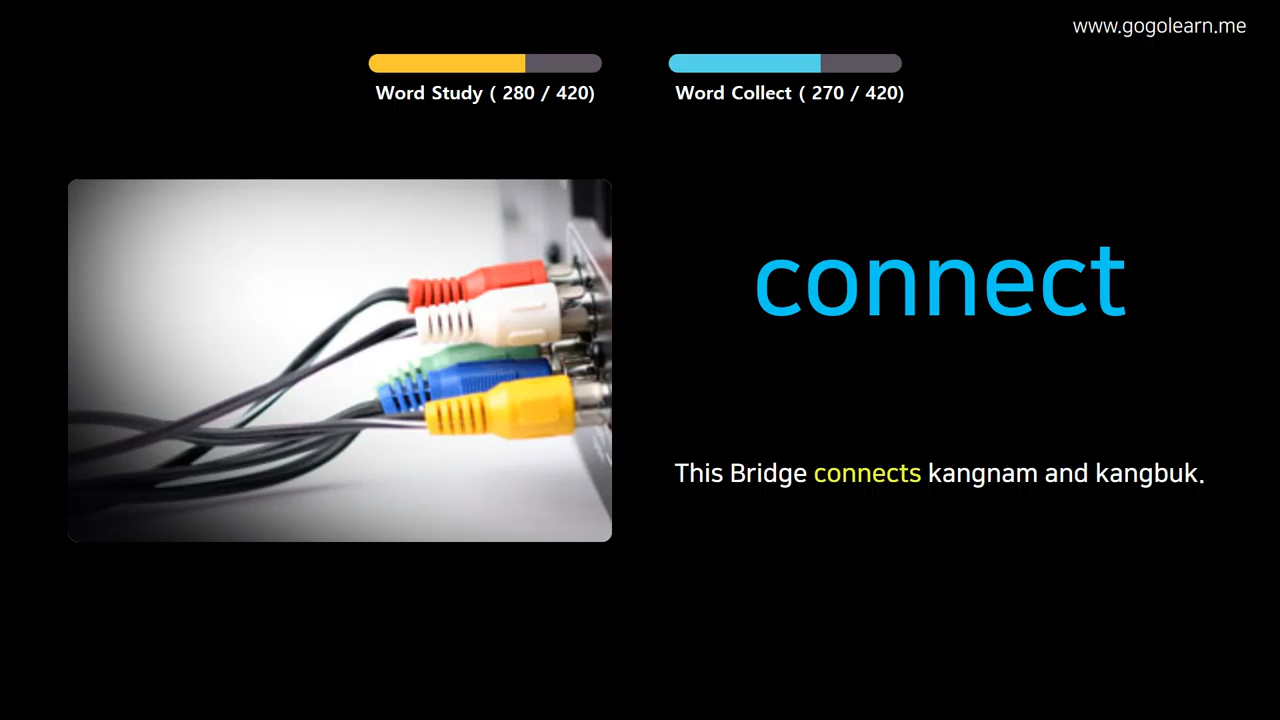 www.gogolearn.me
Word Study ( 280 / 420)
Word Collect ( 270 / 420)
connect
This Bridge connects kangnam and kangbuk.